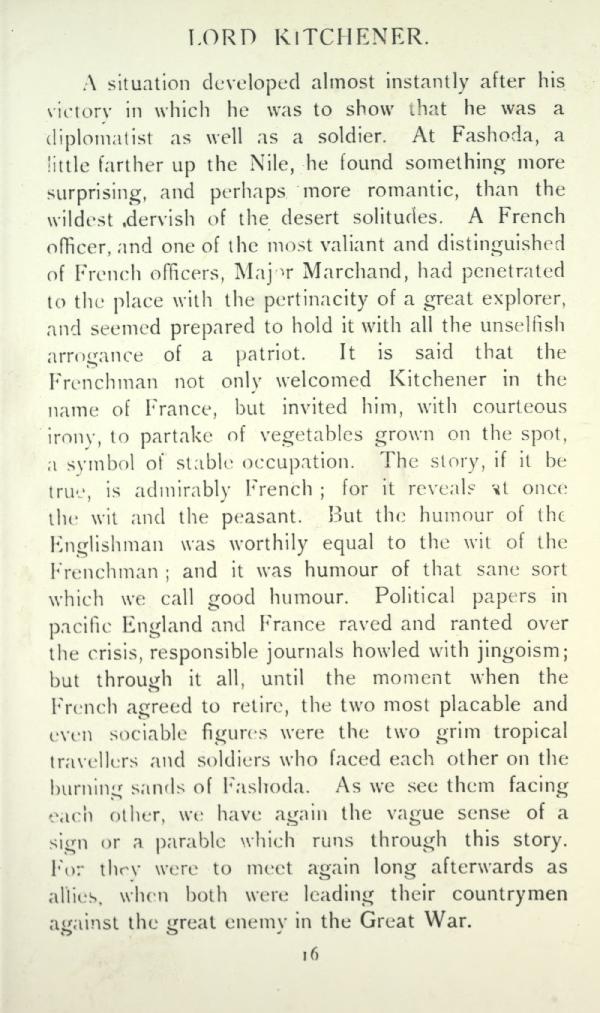 LORD KITCHENER.
A situation developed almost instantly after his
victory in which he was to show that he was a
diplomatist as well as a soldier. At Fashoda, a
little farther up the Nile, he found something more
surprising, and perhaps more romantic, than the
wildest dervish of the desert solitudes. A French
officer, and one of the most valiant and distinguished
of French officers, Major Marchand, had penetrated
to the place with the pertinacity of a great explorer,
and seemed prepared to hold it with all the unselfish
arrogance of a patriot. It is said that the
Frenchman not only welcomed Kitchener in the
name of France, but invited him, with courteous
irony, to partake of vegetables grown on the spot,
a symbol of stable occupation. The story, if it be
true, is admirably French ; for it reveals at once
the wit and the peasant. But the humour of the
Englishman was worthily equal to the wit of the
Frenchman ; and it was humour of that sane sort
which we call good humour. Political papers in
pacific England and France raved and ranted over
the crisis, responsible journals howled with jingoism;
but through it all, until the moment when the
French agreed to retire, the two most placable and
even sociable figures were the two grim tropical
travellers and soldiers who faced each other on the
burning sands of Fashoda. As we see them facing
each other, we have again the vague sense of a
sign or a parable which runs through this story.
For they were to meet again long afterwards as
allies, when both were leading their countrymen
against the great enemy in the Great War.
16